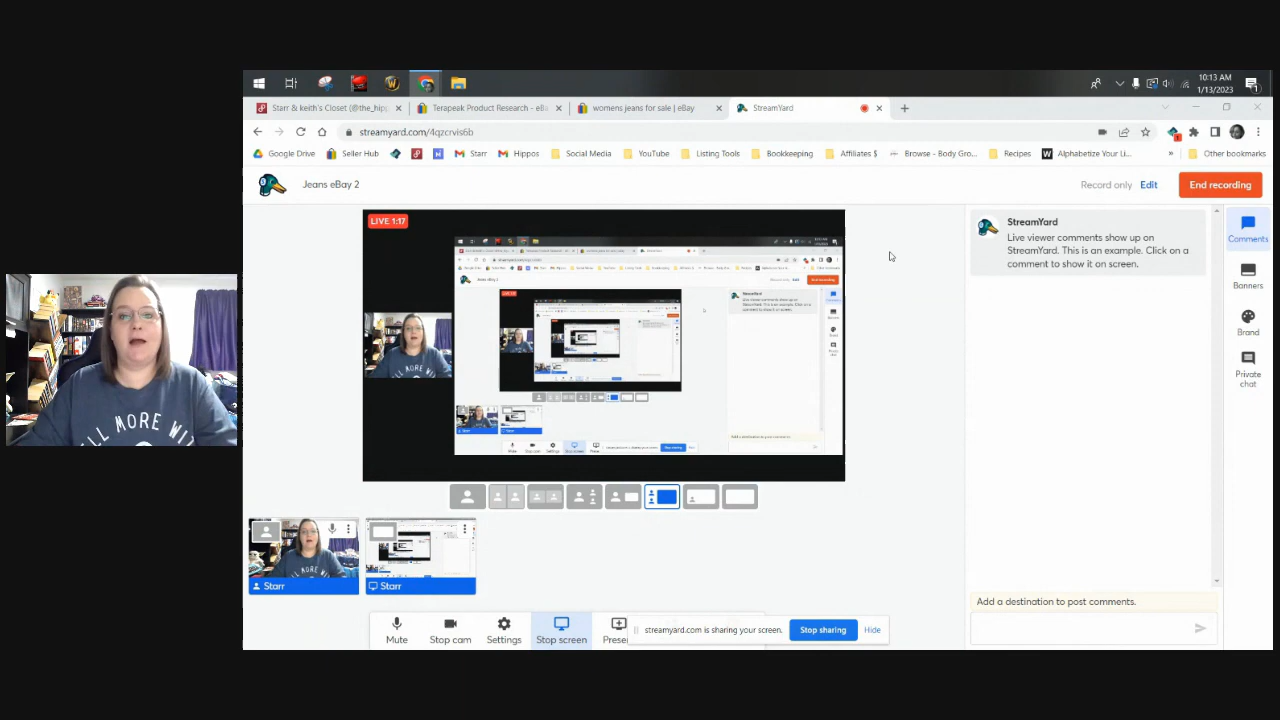 10:13 AM
1/13/2023
Starr & keith's Closet (@the_hipp
Terapeak Product Research - eBa
womens jeans for sale | eBay
StreamYard
streamyard.com/4qzcrvis6b
Google Drive
Seller Hub
Starr
Hippos
Social Media
YouTube
Listing Tools
Bookkeeping
Affiliates $
Browse - Body Gro...
Recipes
Alphabetize Your Li...
»
Other bookmarks
Jeans eBay 2
Record only
Edit
End recording
LIVE 1:17
StreamYard
Live viewer comments show up on
StreamYard. This is an example. Click on a
comment to show it on screen.
Comments
Banners
Brand
Private
chat
Starr
Starr
Add a destination to post comments.
Mute
Stop cam
Settings
Stop screen
Presen
streamyard.com is sharing your screen.
Stop sharing
Hide